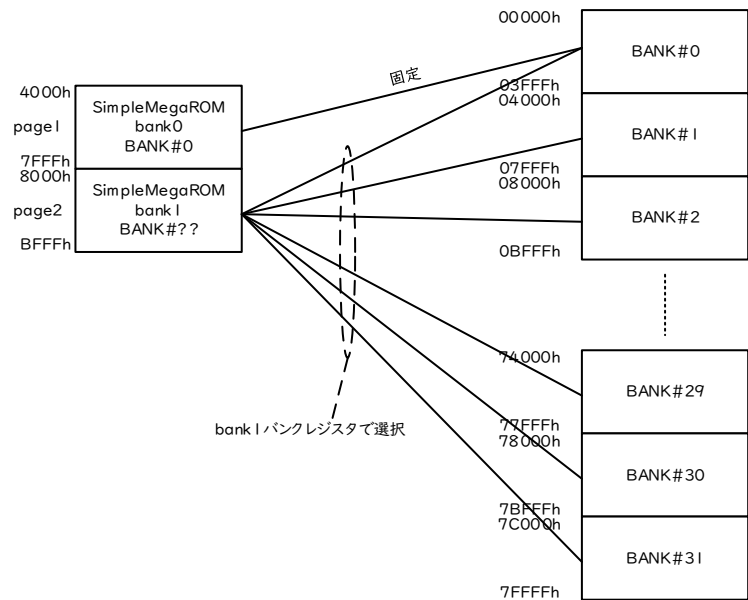 00000h
BANK#0
固定
03FFFh
4000h
04000h
SimpleMegaROM
bank0
BANK#0
page1
BANK#1
7FFFh
07FFFh
8000h
08000h
SimpleMegaROM
bank1
BANK#??
page2
BANK#2
BFFFh
0BFFFh
74000h
BANK#29
bank1バンクレジスタで選択
77FFFh
78000h
BANK#30
7BFFFh
7C000h
BANK#31
7FFFFh